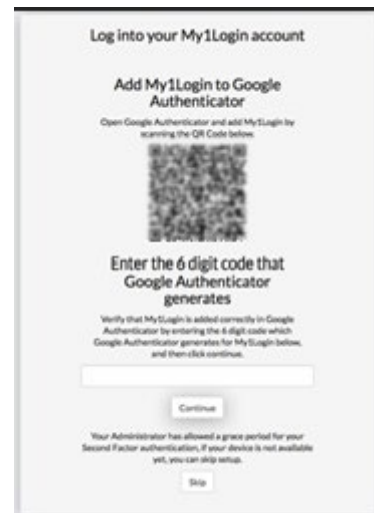 Log into your My1Login account
Add My1Login to Google
Authenticator
Open Google Authenticator and add My1Login by
scanning the QR Code below.
Enter the 6 digit code that
Google Authenticator
generates
Verify that My1Login is added correctly in Google
Authenticator by entering the 6 digit code which
Google Authenticator generates for My1Login below,
and then click continue.
Continue
Your Administrator has allowed a grace period for your
Second Factor authentication, if your device is not available
yet, you can skip setup.
Skip